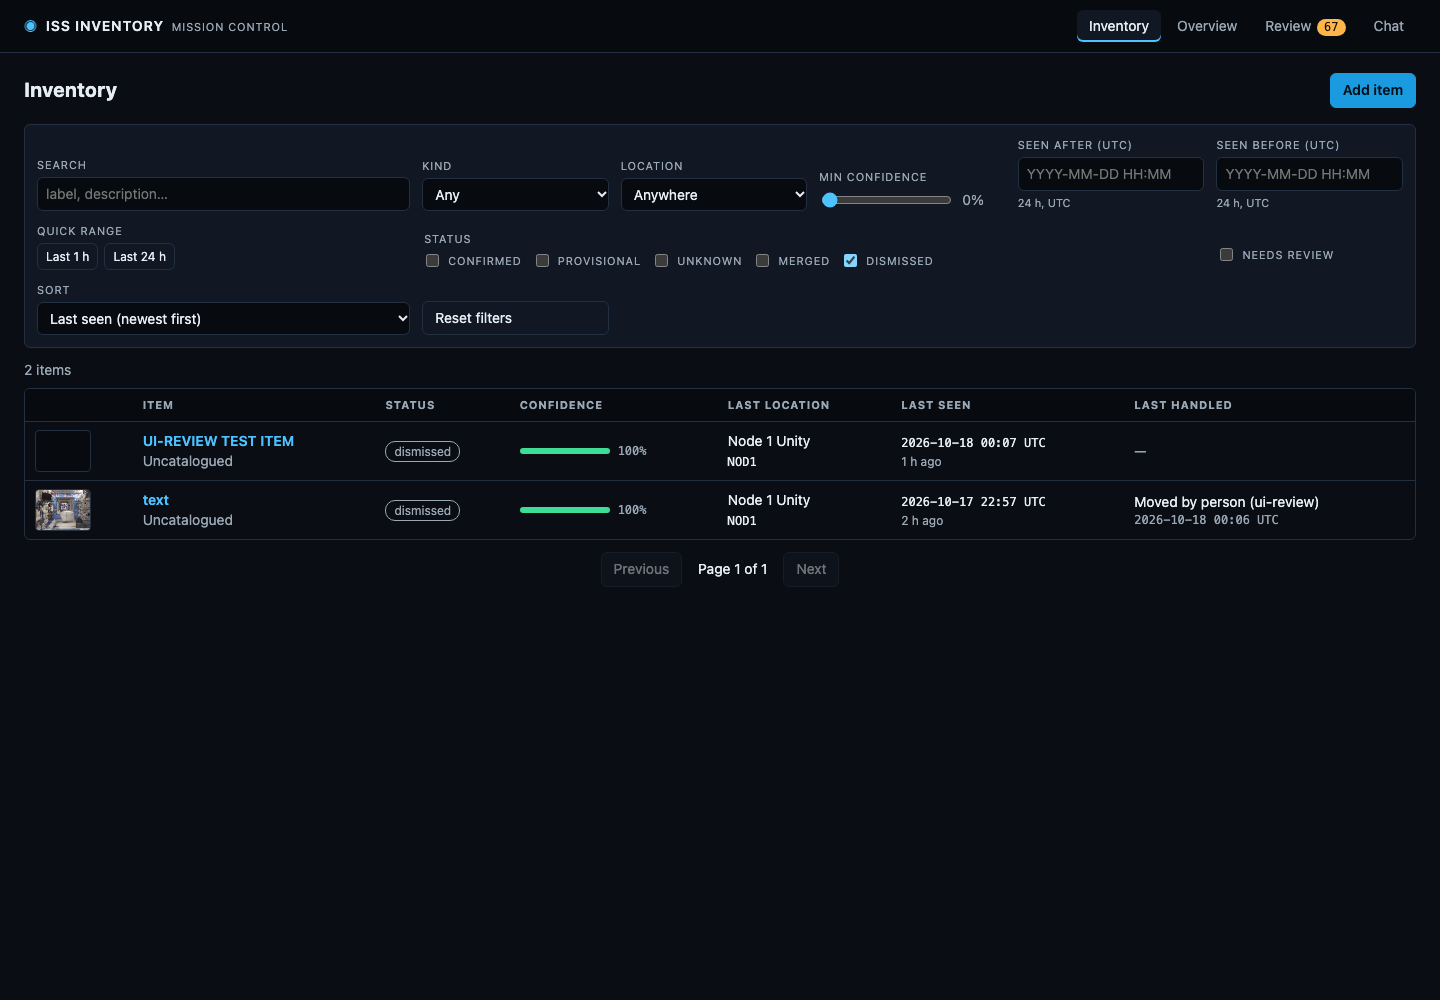 ISS INVENTORY MISSION CONTROL
Inventory Overview Review 67 Chat
Inventory
Add item
SEARCH
label, description...
KIND
Any
LOCATION
Anywhere
MIN CONFIDENCE
0%
SEEN AFTER (UTC)
YYYY-MM-DD HH:MM
24 h, UTC
SEEN BEFORE (UTC)
YYYY-MM-DD HH:MM
24 h, UTC
QUICK RANGE
Last 1 h Last 24 h
STATUS
CONFIRMED PROVISIONAL UNKNOWN MERGED DISMISSED
NEEDS REVIEW
SORT
Last seen (newest first)
Reset filters
2 items
ITEM STATUS CONFIDENCE LAST LOCATION LAST SEEN LAST HANDLED
UI-REVIEW TEST ITEM
Uncatalogued
dismissed
100%
Node 1 Unity
NOD1
2026-10-18 00:07 UTC
1 h ago
—
text
Uncatalogued
dismissed
100%
Node 1 Unity
NOD1
2026-10-17 22:57 UTC
2 h ago
Moved by person (ui-review)
2026-10-18 00:06 UTC
Previous Page 1 of 1 Next